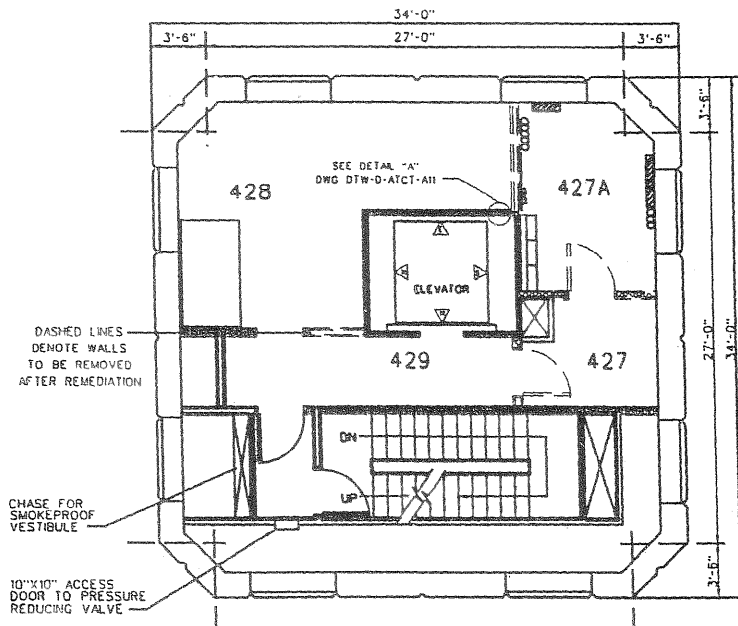 34'-0"
3'-6"
27'-0"
3'-6"
3'-6"
SEE DETAIL "A"
DWG DTW-D-ATCT-A11
428
427A
ELEVATOR
DASHED LINES
DENOTE WALLS
TO BE REMOVED
AFTER REMEDIATION
429
427
27'-0"
34'-0"
DN
UP
CHASE FOR
SMOKEPROOF
VESTIBULE
10"X10" ACCESS
DOOR TO PRESSURE
REDUCING VALVE
3'-6"